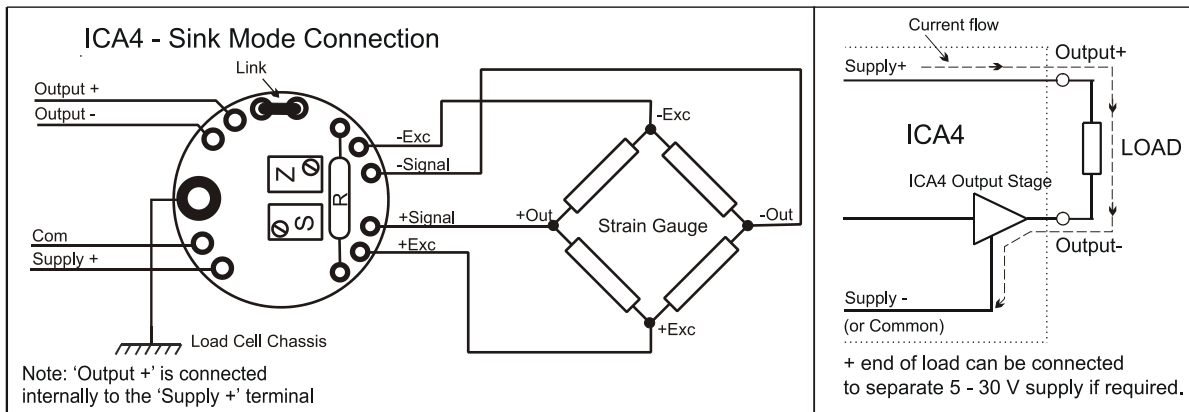 ICA4 - Sink Mode Connection
Link
Output +
Output -
-Exc
-Signal
Z
S
R
+Signal
+Exc
Com
Supply +
Load Cell Chassis
-Exc
+Out
Strain Gauge
-Out
+Exc
Note: 'Output +' is connected
internally to the 'Supply +' terminal
Current flow
Output+
Supply+
ICA4
LOAD
ICA4 Output Stage
Output-
Supply -
(or Common)
+ end of load can be connected
to separate 5 - 30 V supply if required.